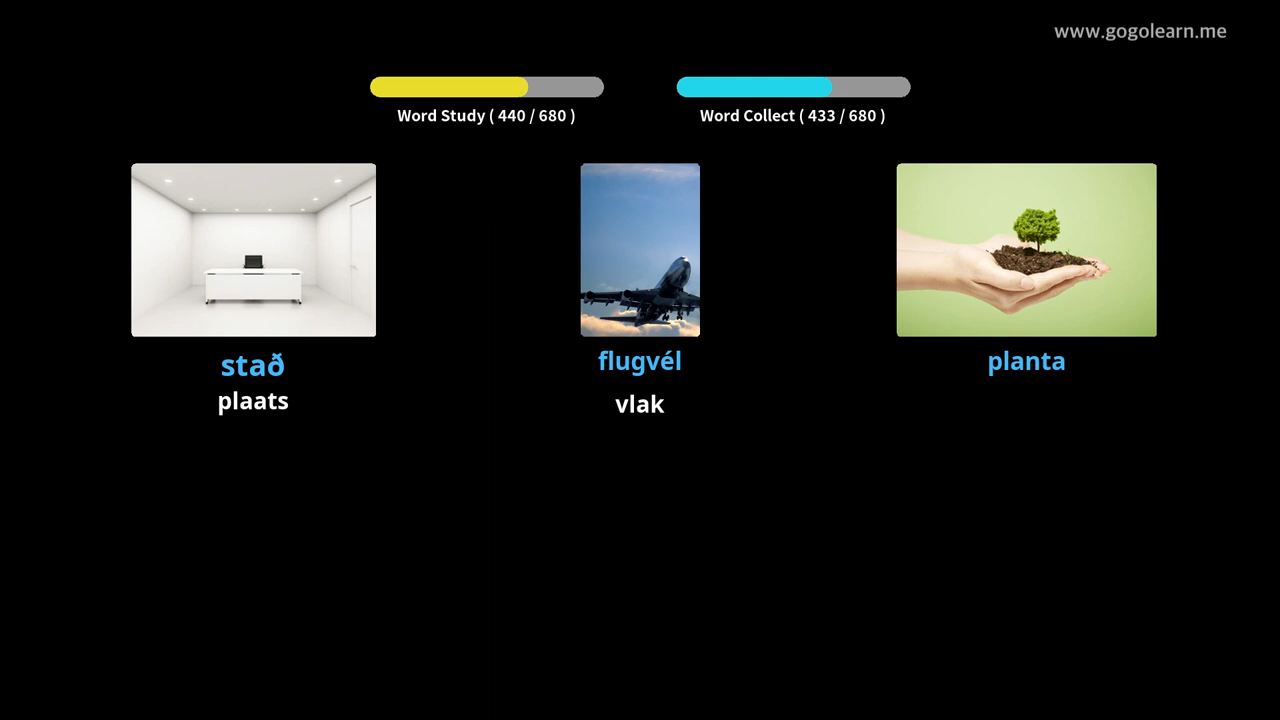 www.gogolearn.me
Word Study ( 440 / 680 )
Word Collect ( 433 / 680 )
stað
plaats
flugvél
vlak
planta